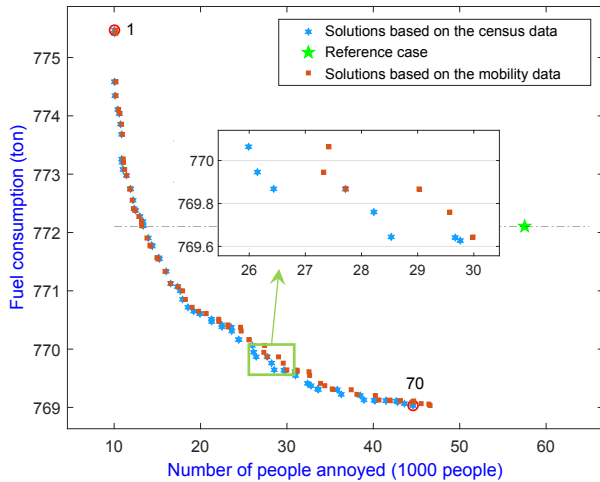 1
Solutions based on the census data
Reference case
Solutions based on the mobility data
775
774
773
772
771
770
769
Fuel consumption (ton)
770
769.8
769.6
26 27 28 29 30
70
10 20 30 40 50 60
Number of people annoyed (1000 people)